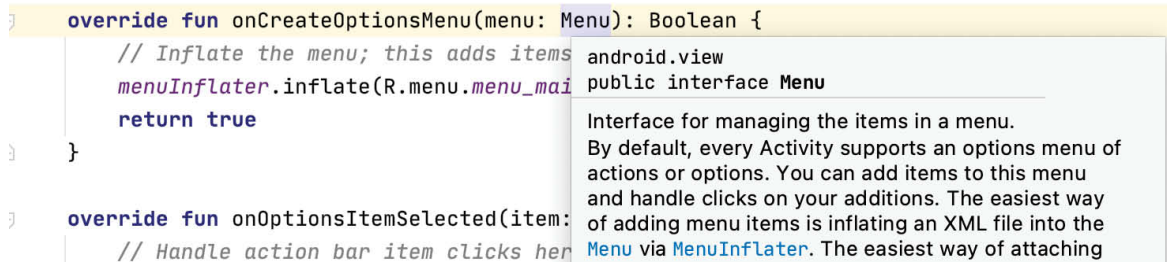 override fun onCreateOptionsMenu(menu: Menu): Boolean {
// Inflate the menu; this adds items
menuInflater.inflate(R.menu.menu_mai
return true
}
override fun onOptionsItemSelected(item:
// Handle action bar item clicks her
android.view
public interface Menu
Interface for managing the items in a menu.
By default, every Activity supports an options menu of
actions or options. You can add items to this menu
and handle clicks on your additions. The easiest way
of adding menu items is inflating an XML file into the
Menu via MenuInflater. The easiest way of attaching